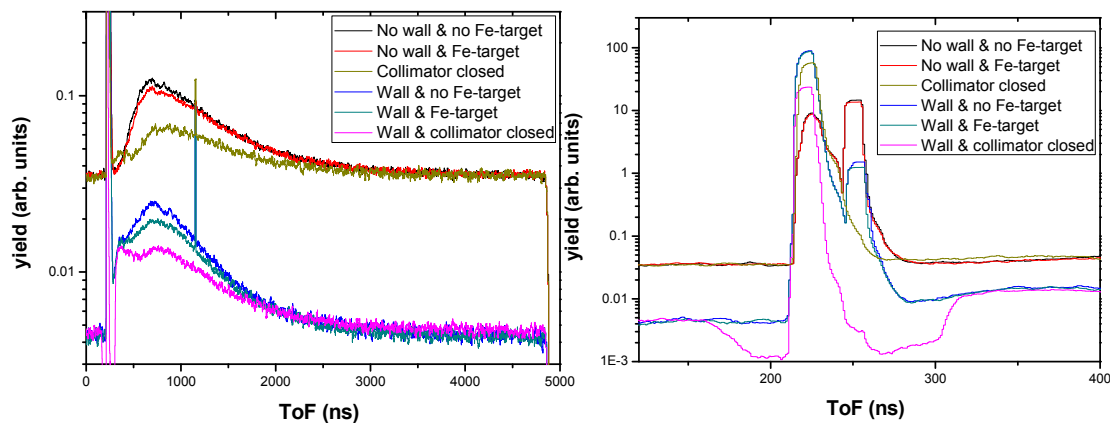 No wall & no Fe-target
No wall & Fe-target
Collimator closed
Wall & no Fe-target
Wall & Fe-target
Wall & collimator closed
0.1
0.01
yield (arb. units)
0 1000 2000 3000 4000 5000
ToF (ns)
No wall & no Fe-target
No wall & Fe-target
Collimator closed
Wall & no Fe-target
Wall & Fe-target
Wall & collimator closed
100
10
1
0.1
0.01
1E-3
yield (arb. units)
200 300 400
ToF (ns)